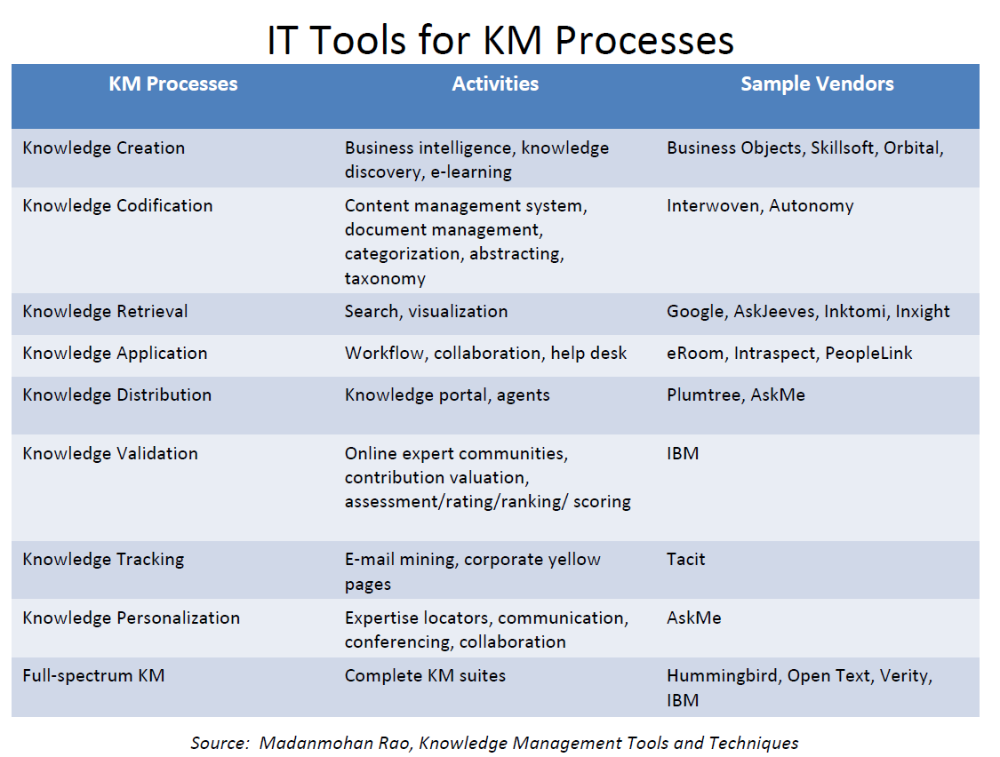 IT Tools for KM Processes
KM Processes Activities Sample Vendors
Knowledge Creation Business intelligence, knowledge Business Objects, Skillsoft, Orbital,
discovery, e-learning
Knowledge Codification Content management system, Interwoven, Autonomy
document management,
categorization, abstracting,
taxonomy
Knowledge Retrieval Search, visualization Google, AskJeeves, Inktomi, Inxight
Knowledge Application Workflow, collaboration, help desk eRoom, Intraspect, PeopleLink
Knowledge Distribution Knowledge portal, agents Plumtree, AskMe
Knowledge Validation Online expert communities, IBM
contribution valuation,
assessment/rating/ranking/ scoring
Knowledge Tracking E-mail mining, corporate yellow Tacit
pages
Knowledge Personalization Expertise locators, communication, AskMe
conferencing, collaboration
Full-spectrum KM Complete KM suites Hummingbird, Open Text, Verity,
IBM
Source: Madanmohan Rao, Knowledge Management Tools and Techniques